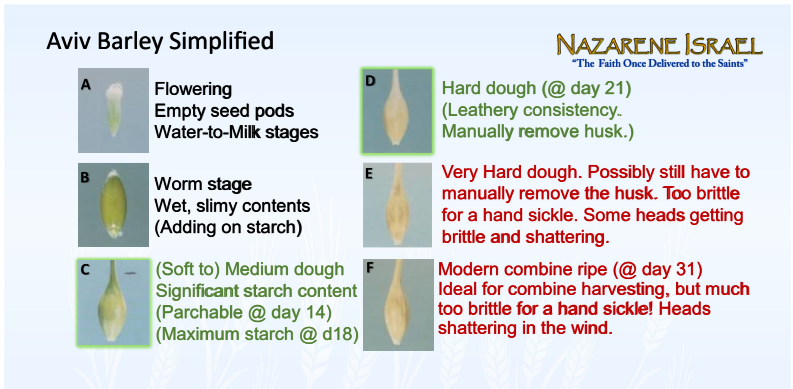 Aviv Barley Simplified
NAZARENE ISRAEL
"The Faith Once Delivered to the Saints"
A
Flowering
Empty seed pods
Water-to-Milk stages
B
Worm stage
Wet, slimy contents
(Adding on starch)
C
(Soft to) Medium dough
Significant starch content
(Parchable @ day 14)
(Maximum starch @ d18)
D
Hard dough (@ day 21)
(Leathery consistency.
Manually remove husk.)
E
Very Hard dough. Possibly still have to
manually remove the husk. Too brittle
for a hand sickle. Some heads getting
brittle and shattering.
F
Modern combine ripe (@ day 31)
Ideal for combine harvesting, but much
too brittle for a hand sickle! Heads
shattering in the wind.